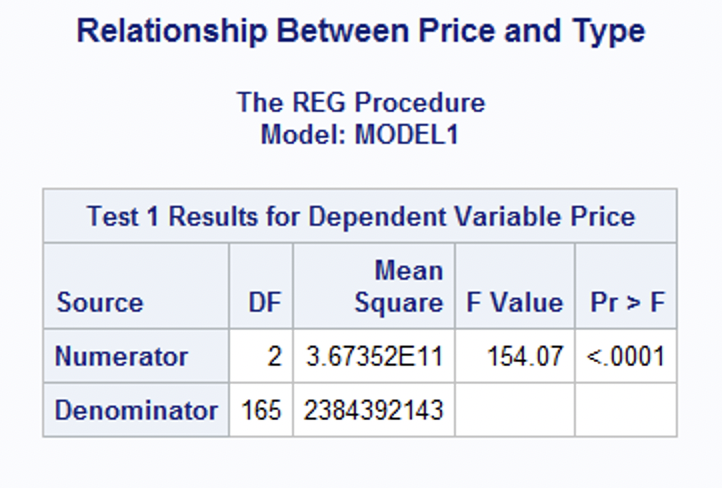 Relationship Between Price and Type
The REG Procedure
Model: MODEL1
Test 1 Results for Dependent Variable Price
Source DF Mean Square F Value Pr > F
Numerator 2 3.67352E11 154.07 <.0001
Denominator 165 2384392143